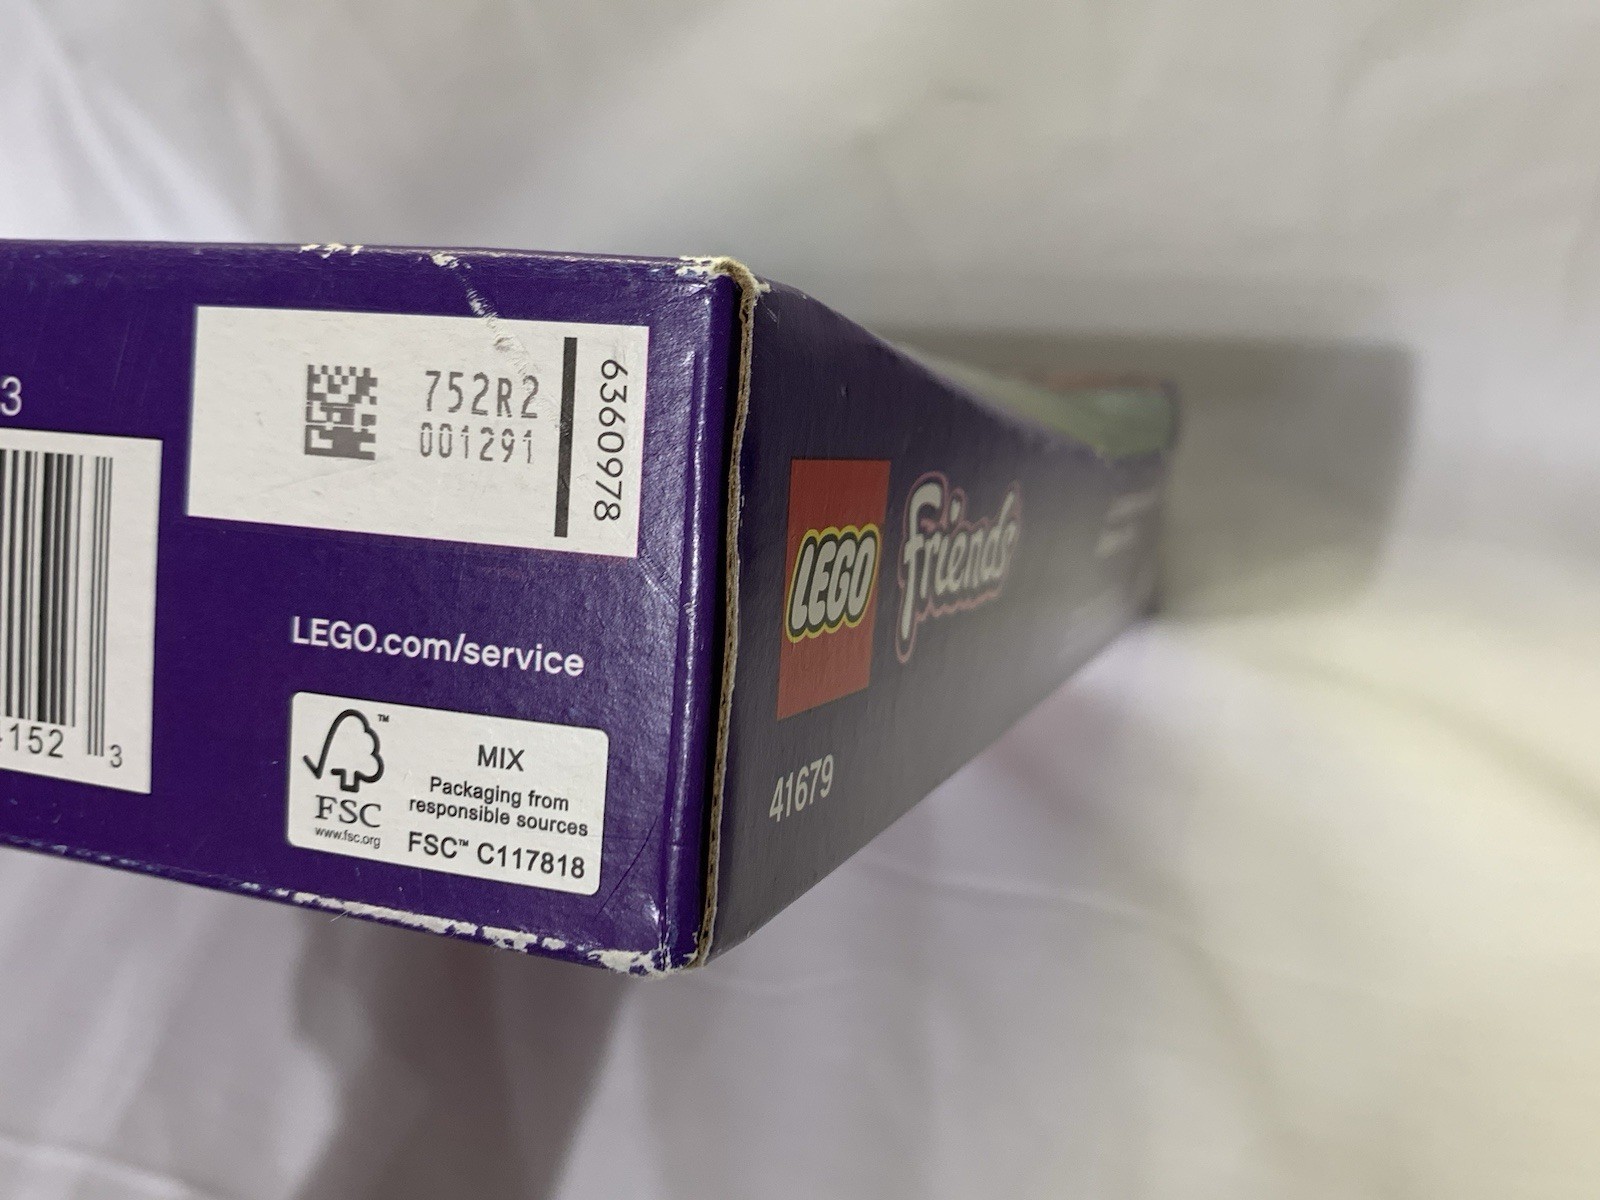 3
152
3
752R2
001291
6360978
LEGO.com/service
FSC
™
www.fsc.org
MIX
Packaging from
responsible sources
FSC™ C117818
LEGO
friends
41679